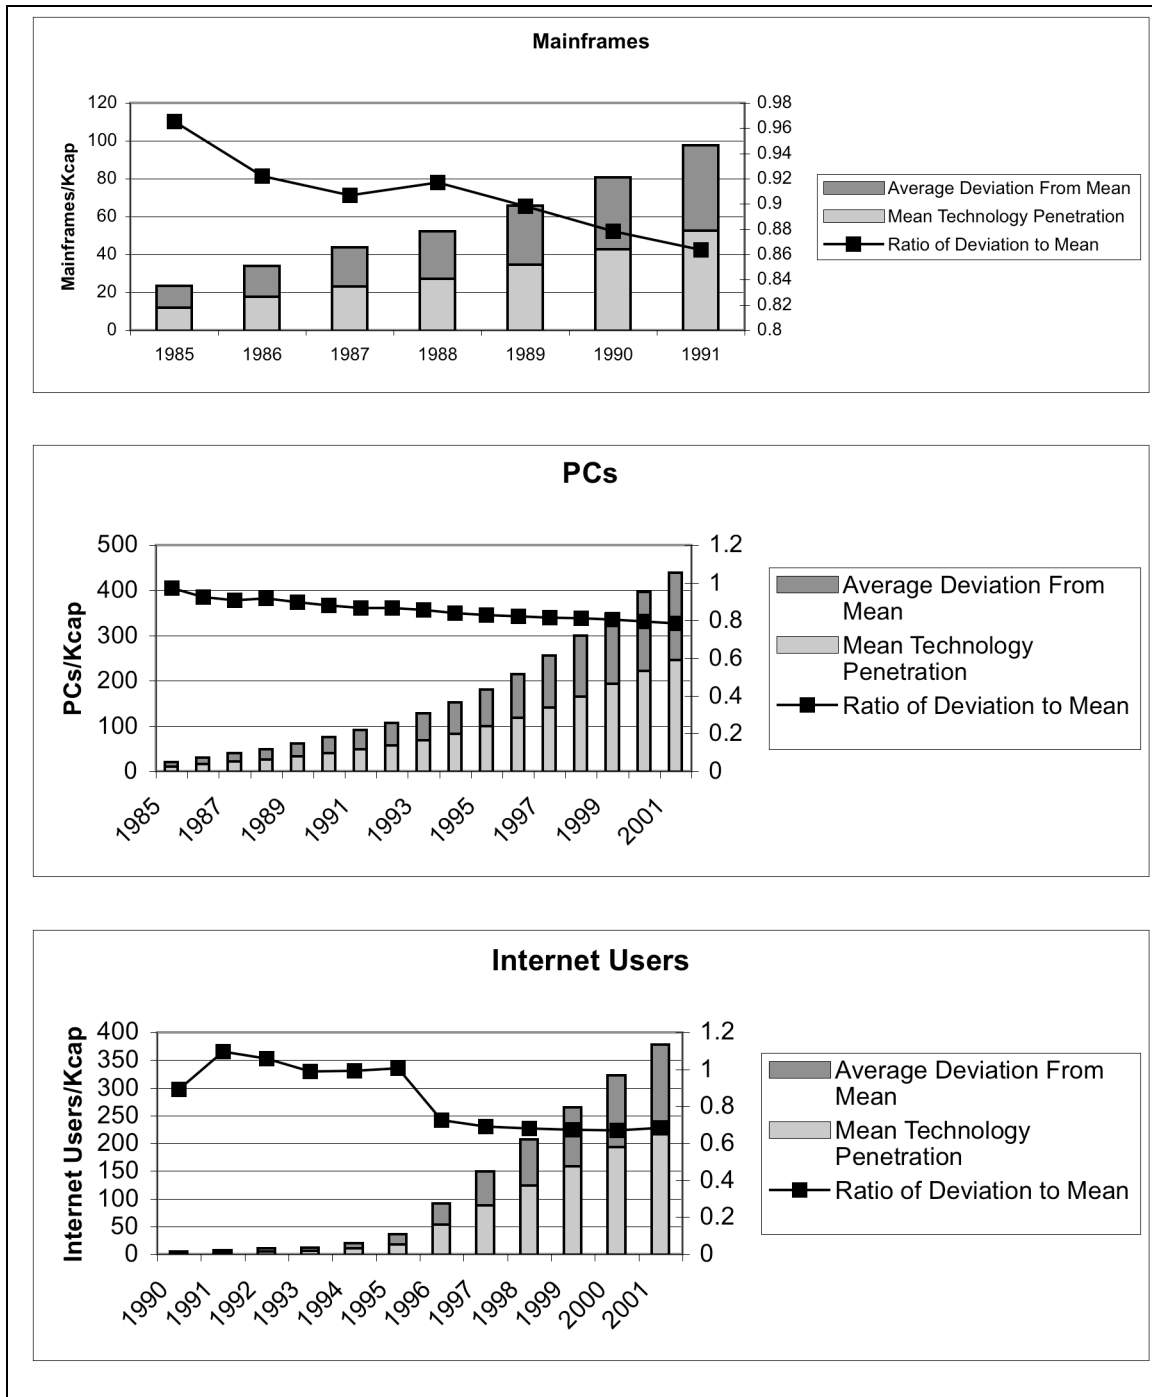 Mainframes
Mainframes/Kcap
120
100
80
60
40
20
0
0.98
0.96
0.94
0.92
0.9
0.88
0.86
0.84
0.82
0.8
1985 1986 1987 1988 1989 1990 1991
Average Deviation From Mean
Mean Technology Penetration
Ratio of Deviation to Mean
PCs
PCs/Kcap
500
400
300
200
100
0
1.2
1
0.8
0.6
0.4
0.2
0
1985 1987 1989 1991 1993 1995 1997 1999 2001
Average Deviation From
Mean
Mean Technology
Penetration
Ratio of Deviation to Mean
Internet Users
Internet Users/Kcap
400
350
300
250
200
150
100
50
0
1.2
1
0.8
0.6
0.4
0.2
0
1990 1991 1992 1993 1994 1995 1996 1997 1998 1999 2000 2001
Average Deviation From
Mean
Mean Technology
Penetration
Ratio of Deviation to Mean